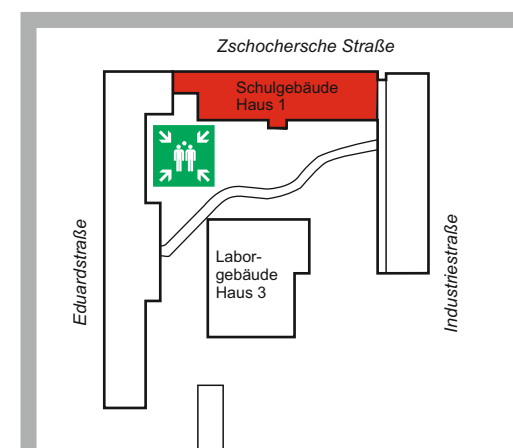 Zschochersche Straße
Schulgebäude
Haus 1
Eduardstraße
Labor-
gebäude
Haus 3
Industriestraße